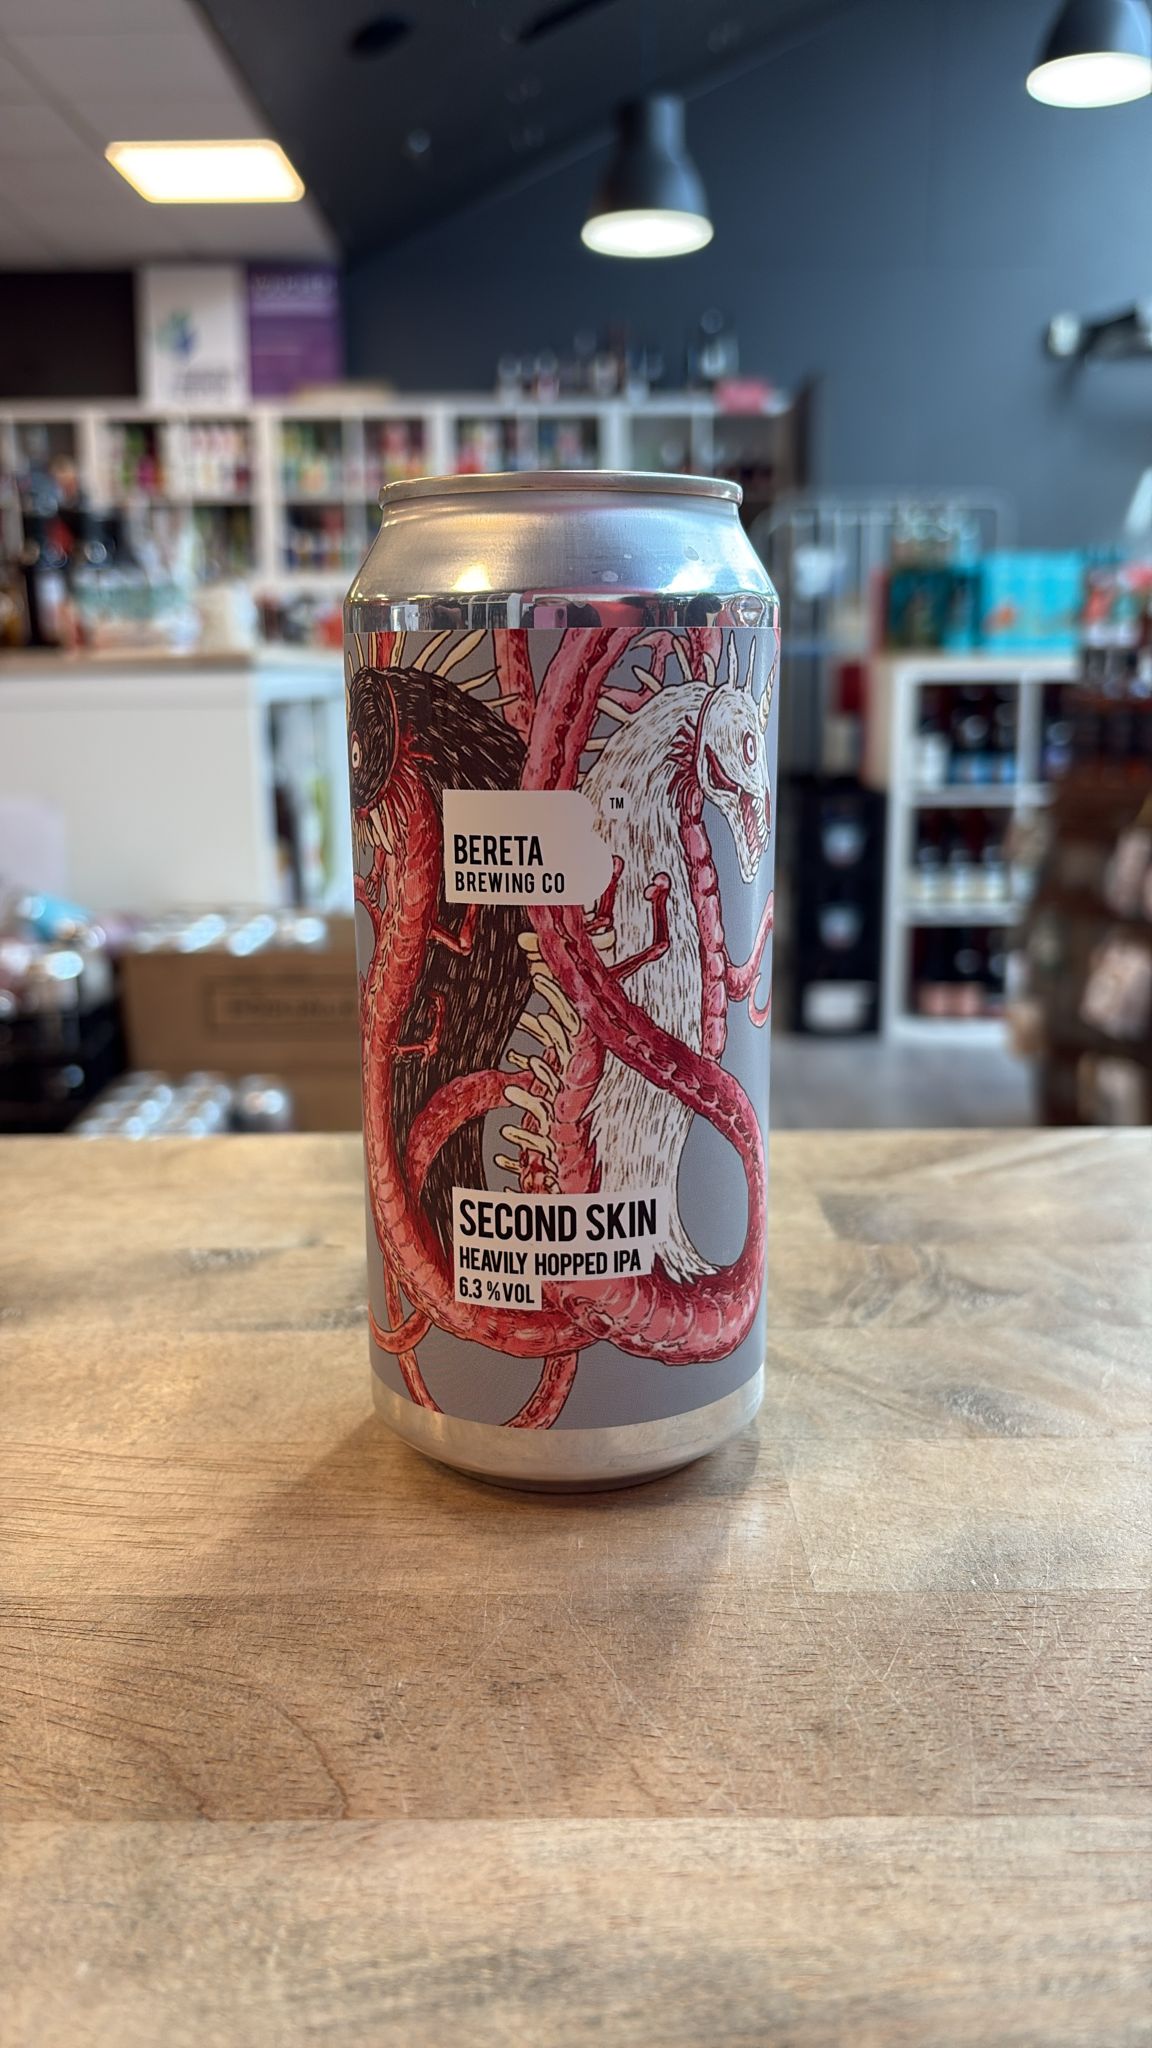 BERETA
BREWING CO
TM
SECOND SKIN
HEAVILY HOPPED IPA
6.3 %VOL